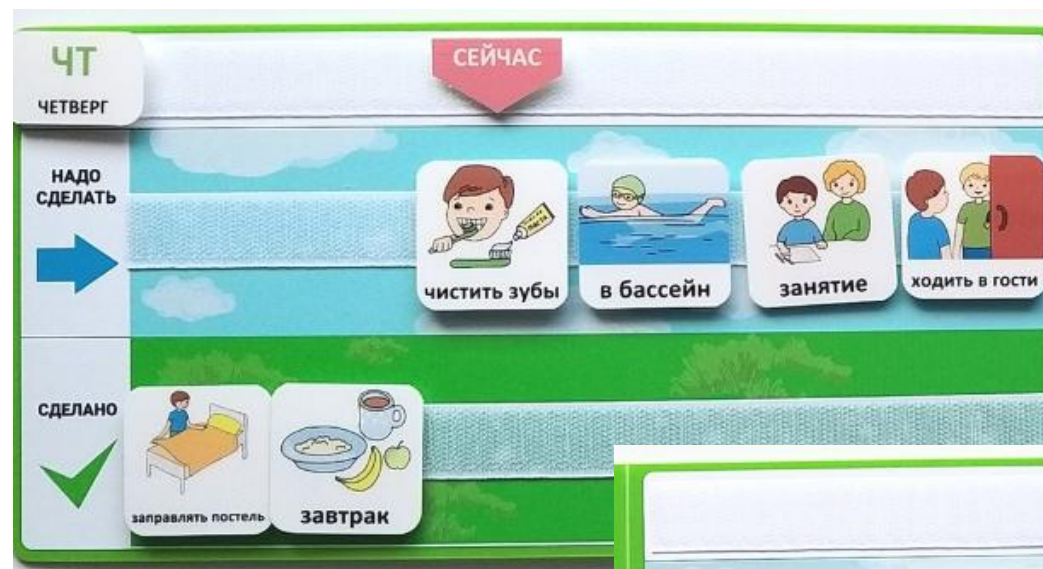 ЧТ
ЧЕТВЕРГ
СЕЙЧАС
НАДО
СДЕЛАТЬ
чистить зубы
в бассейн
занятие
ходить в гости
СДЕЛАНО
заправлять постель
завтрак